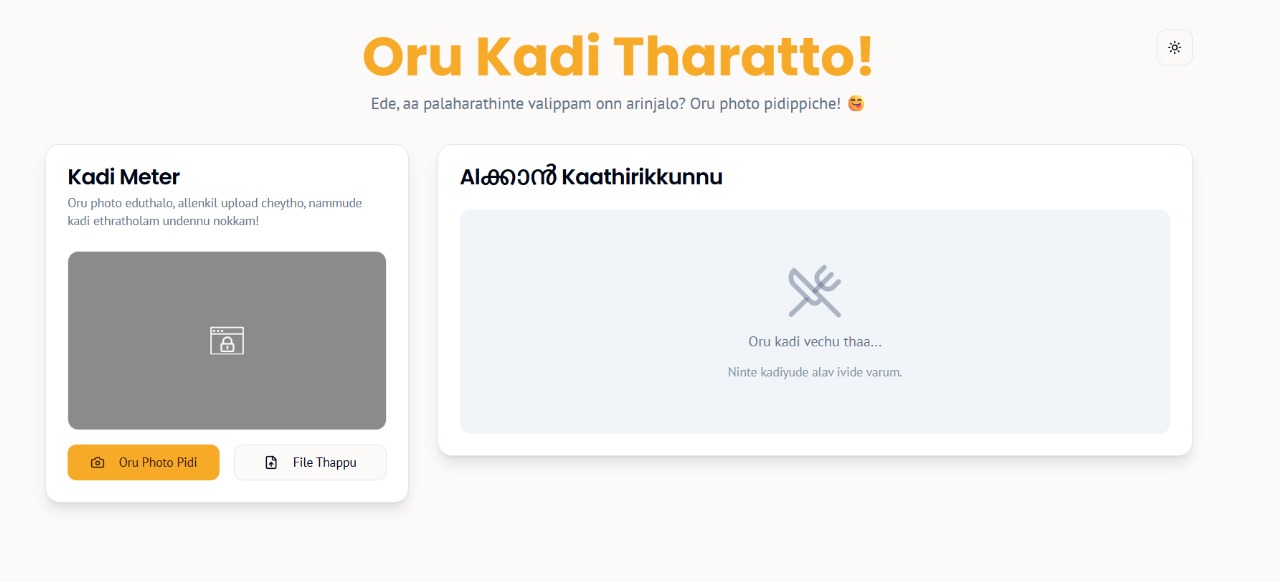 Oru Kadi Tharatto!
Ede, aa palaharathinte valippam onn arinjalo? Oru photo pidippiche! 😋
Kadi Meter
Oru photo eduthalo, allenkil upload cheytho, nammude
kadi ethratholam undennu nokkam!
Oru Photo Pidi
File Thappu
Alക്കാൻ Kaathirikkunnu
Oru kadi vechu thaa...
Ninte kadiyude alav ivide varum.